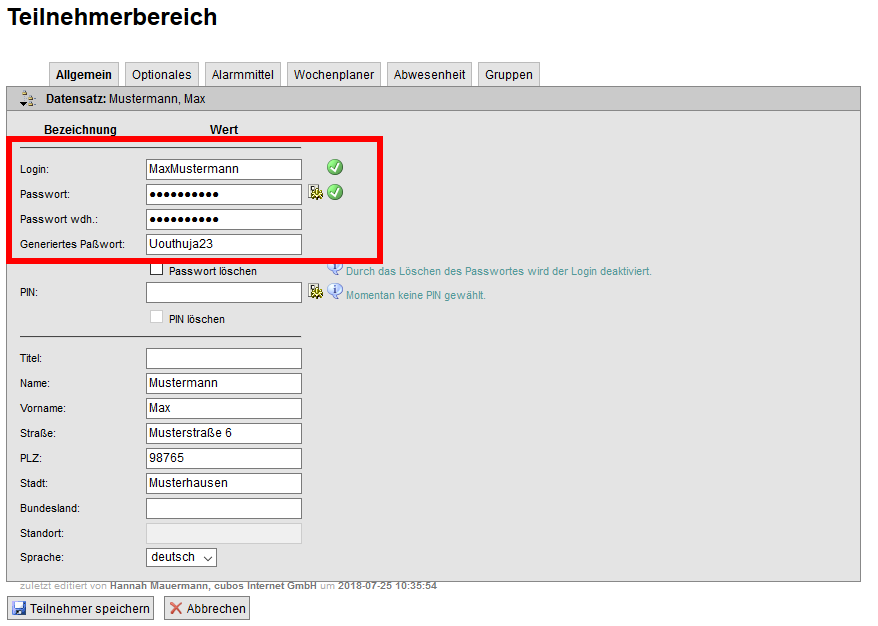 Teilnehmerbereich
Allgemein Optionales Alarmmittel Wochenplaner Abwesenheit Gruppen
Datensatz: Mustermann, Max
Bezeichnung Wert
Login: MaxMustermann
Passwort: ●●●●●●●●●●
Passwort wdh.: ●●●●●●●●●●
Generiertes Paßwort: Uouthuja23
Passwort löschen Durch das Löschen des Passwortes wird der Login deaktiviert.
PIN: Momentan keine PIN gewählt.
PIN löschen
Titel:
Name: Mustermann
Vorname: Max
Straße: Musterstraße 6
PLZ: 98765
Stadt: Musterhausen
Bundesland:
Standort:
Sprache: deutsch
zuletzt editiert von Hannah Mauermann, cubos Internet GmbH um 2018-07-25 10:35:54
Teilnehmer speichern Abbrechen